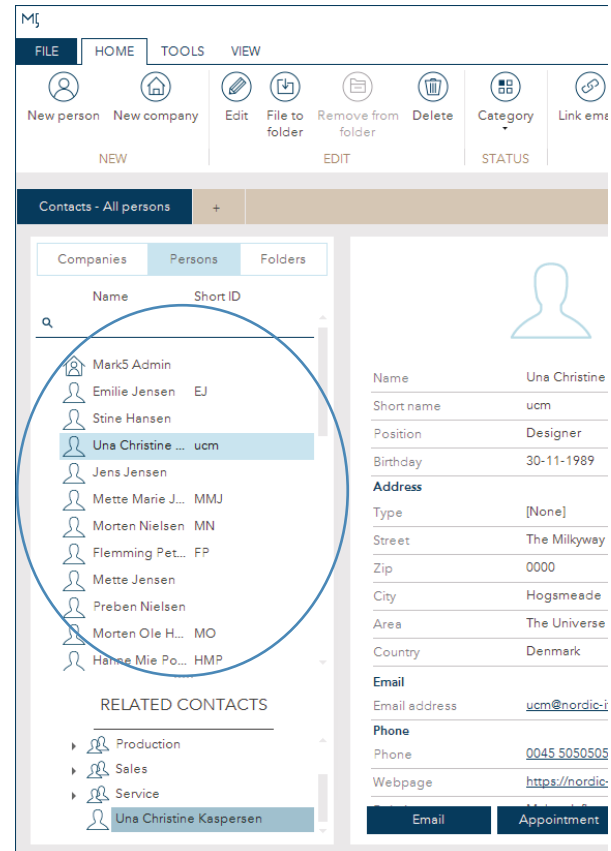 M5
FILE HOME TOOLS VIEW
New person New company Edit File to folder Remove from folder Delete Category Link ema
NEW EDIT STATUS
Contacts - All persons +
Companies Persons Folders
Name Short ID
Mark5 Admin
Emilie Jensen EJ
Stine Hansen
Una Christine ... ucm
Jens Jensen
Mette Marie J... MMJ
Morten Nielsen MN
Flemming Pet... FP
Mette Jensen
Preben Nielsen
Morten Ole H... MO
Hanne Mie Po... HMP
RELATED CONTACTS
Production
Sales
Service
Una Christine Kaspersen
Name Una Christine
Short name ucm
Position Designer
Birthday 30-11-1989
Address
Type [None]
Street The Milkyway
Zip 0000
City Hogsmeade
Area The Universe
Country Denmark
Email
Email address ucm@nordic-i
Phone
Phone 0045 5050505
Webpage https://nordic-
Email Appointment